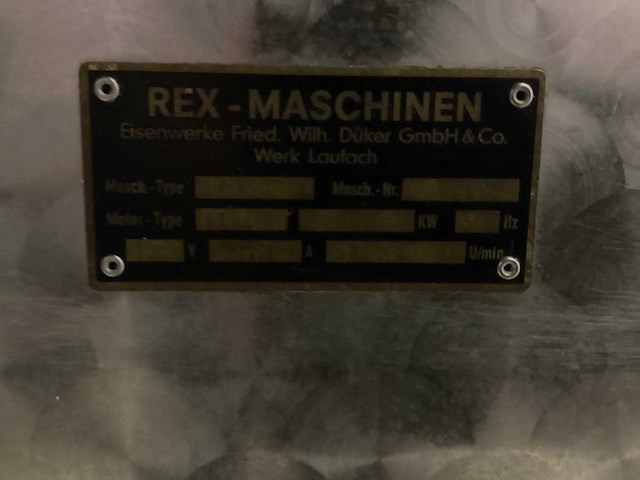 REX-MASCHINEN
Eisenwerke Fried. Wilh. Düker GmbH & Co.
Werk Laufach
Masch.-Type Masch.-Nr.
Motor-Type KW Hz
V A U/min